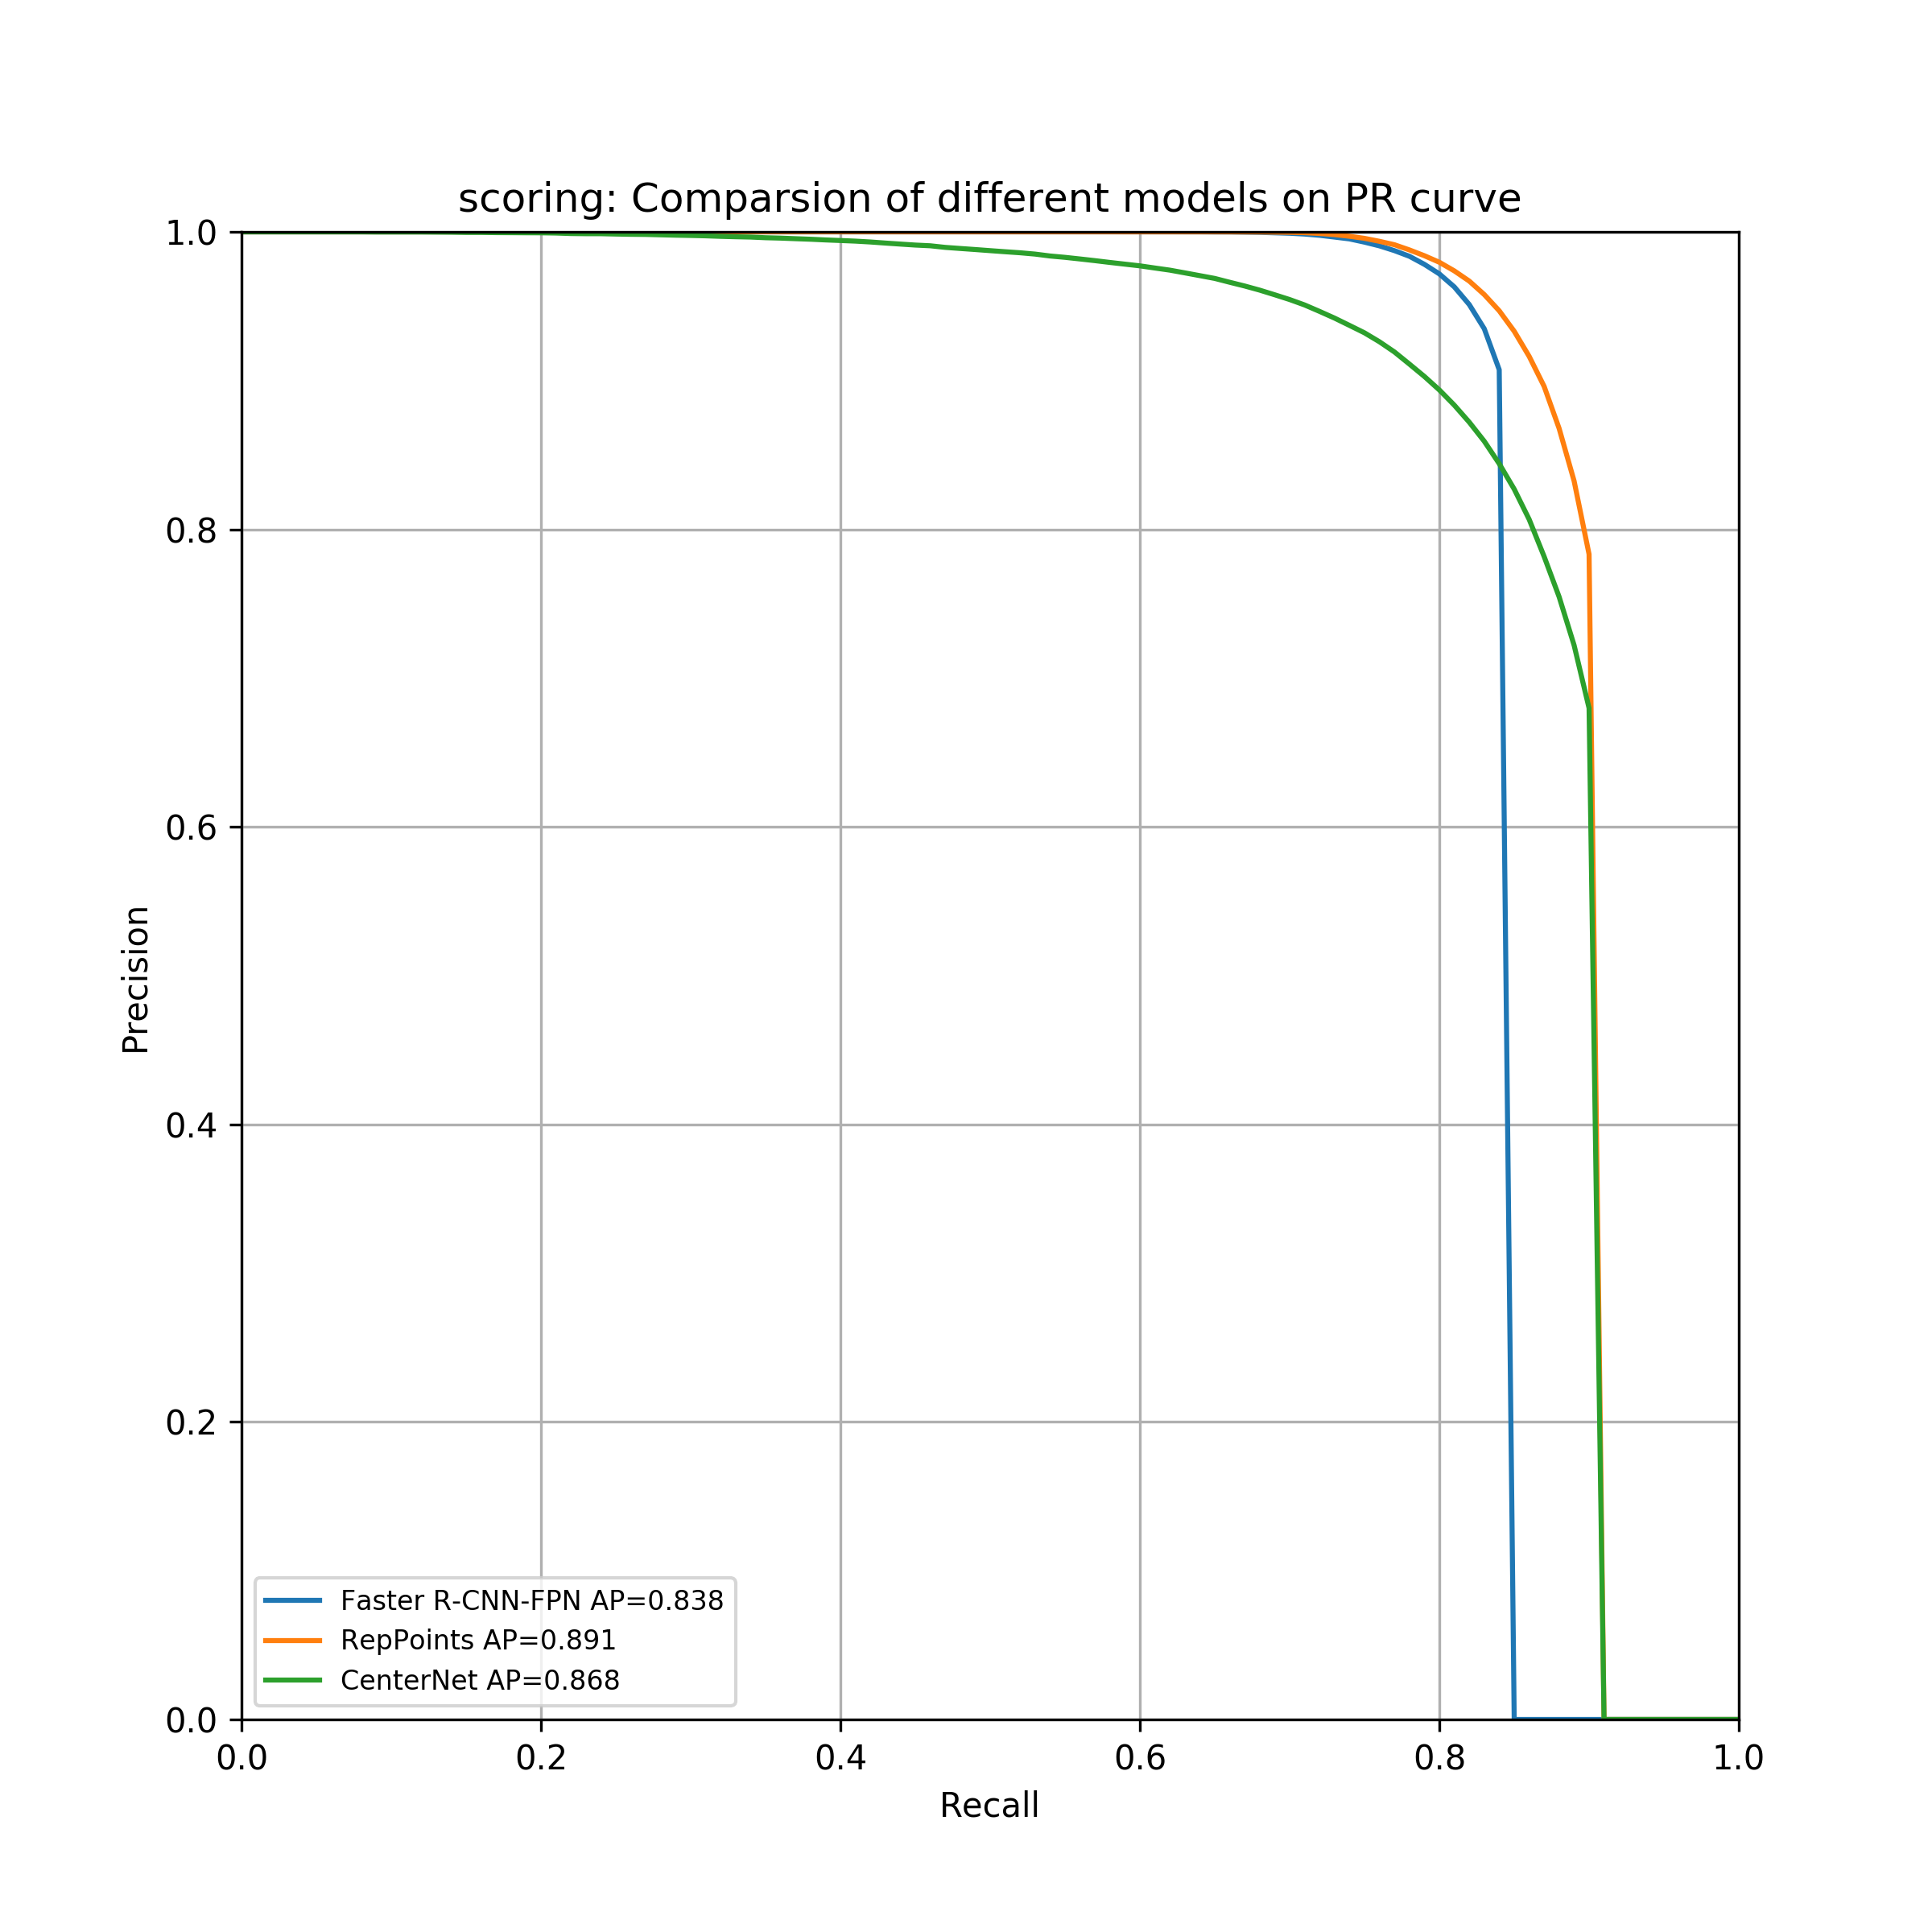 scoring: Comparsion of different models on PR curve
1.0
0.8
0.6
0.4
0.2
0.0
Precision
Faster R-CNN-FPN AP=0.838
RepPoints AP=0.891
CenterNet AP=0.868
0.0 0.2 0.4 0.6 0.8 1.0
Recall